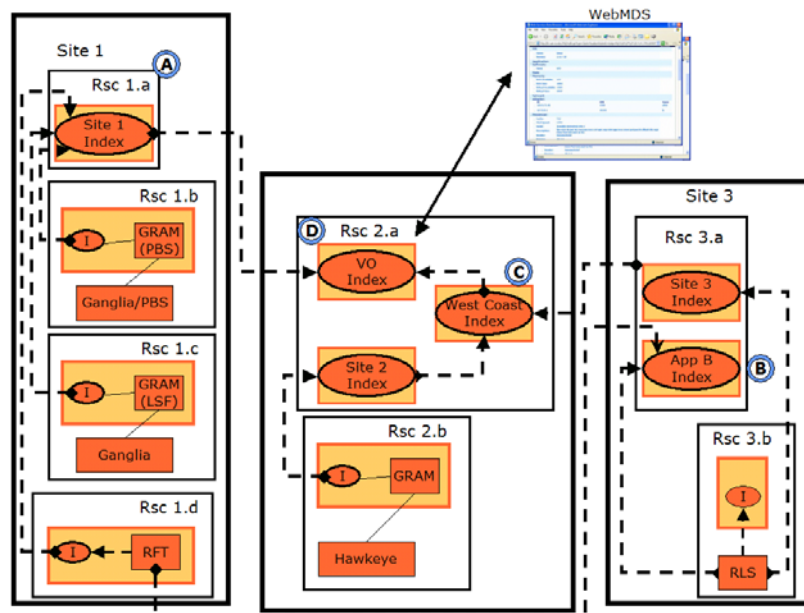 WebMDS
Site 1
A
Rsc 1.a
Site 1
Index
Rsc 1.b
I
GRAM
(PBS)
Ganglia/PBS
Rsc 1.c
I
GRAM
(LSF)
Ganglia
Rsc 1.d
I
RFT
D
Rsc 2.a
VO
Index
C
West Coast
Index
Site 2
Index
Rsc 2.b
I
GRAM
Hawkeye
Site 3
Rsc 3.a
Site 3
Index
App B
Index
B
Rsc 3.b
I
RLS